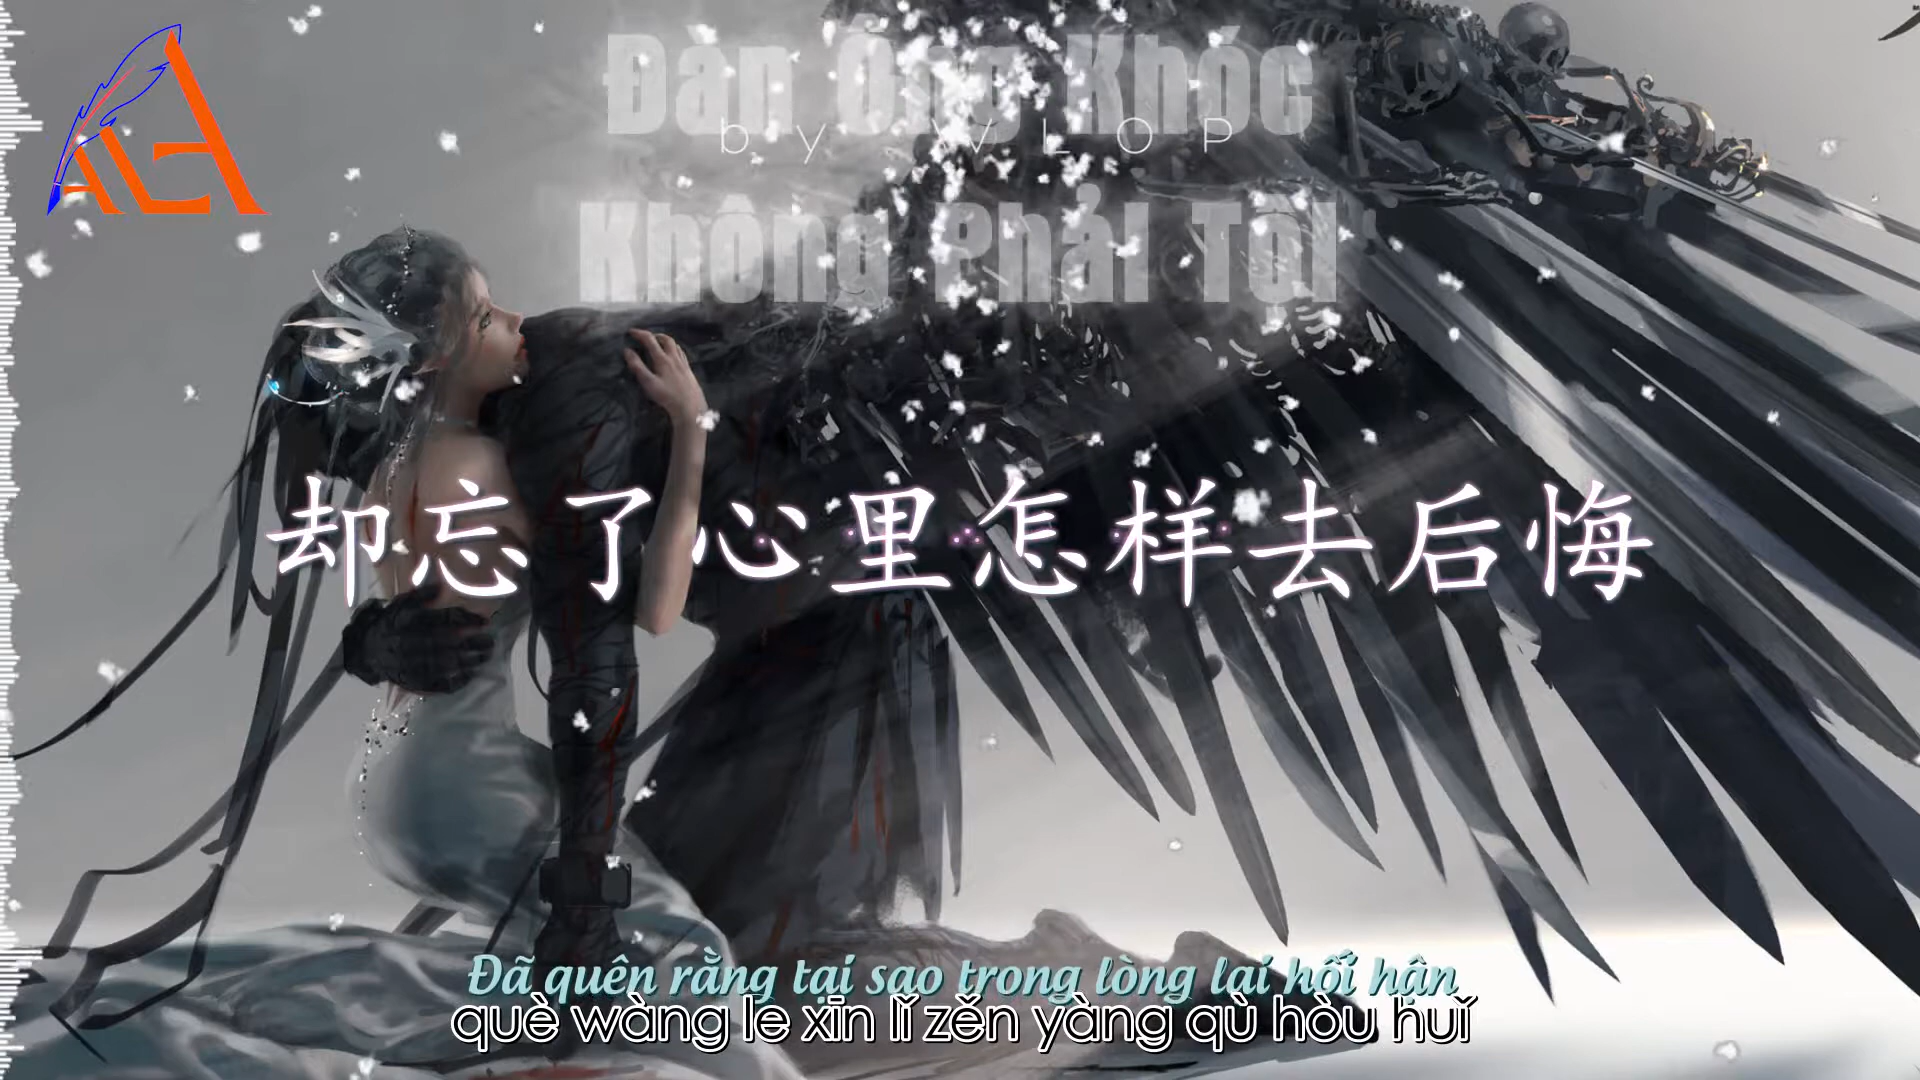 Đàn Ông Khóc
by WLOP
Không Phải Tội
却忘了心里怎样去后悔
Đã quên rằng tại sao trong lòng lại hối hận
què wàng le xīn lǐ zěn yàng qù hòu huǐ